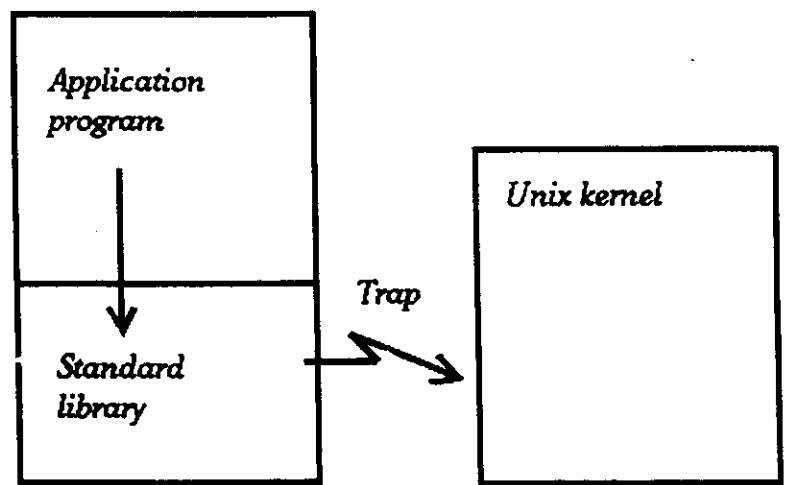 Application
program
Unix kernel
Trap
Standard
library